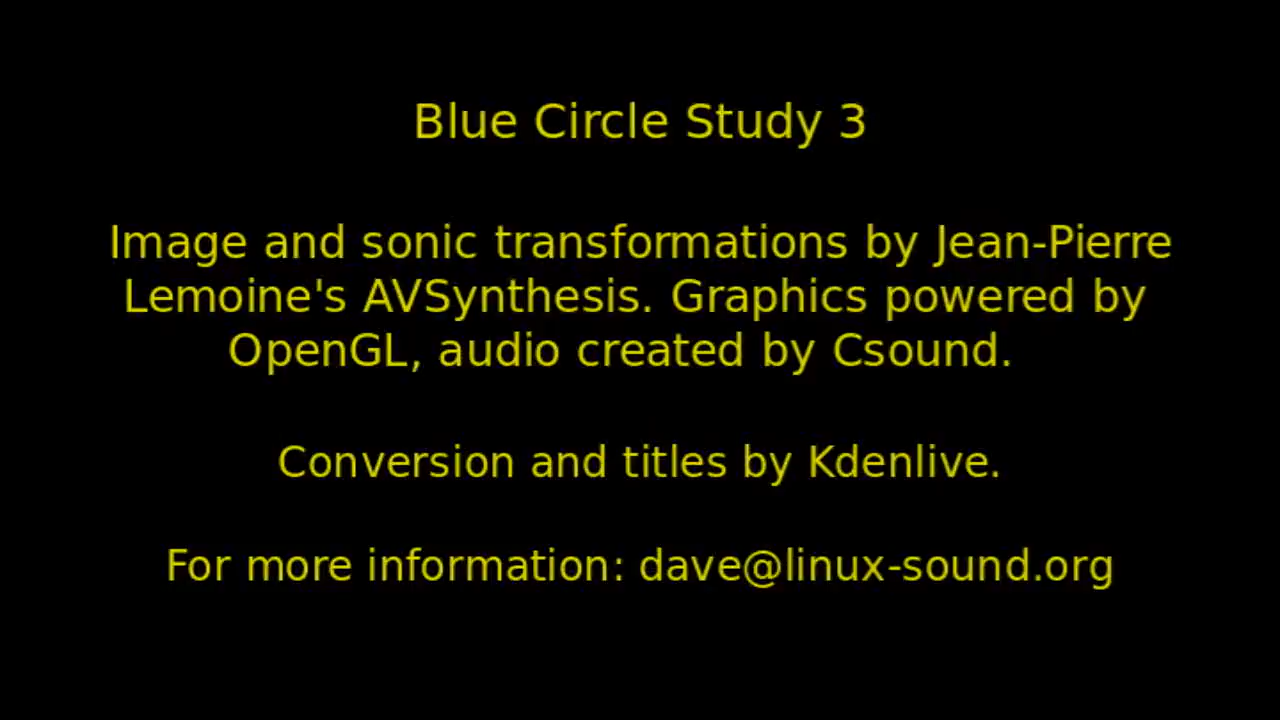 Blue Circle Study 3
Image and sonic transformations by Jean-Pierre
Lemoine's AVSynthesis. Graphics powered by
OpenGL, audio created by Csound.
Conversion and titles by Kdenlive.
For more information: dave@linux-sound.org